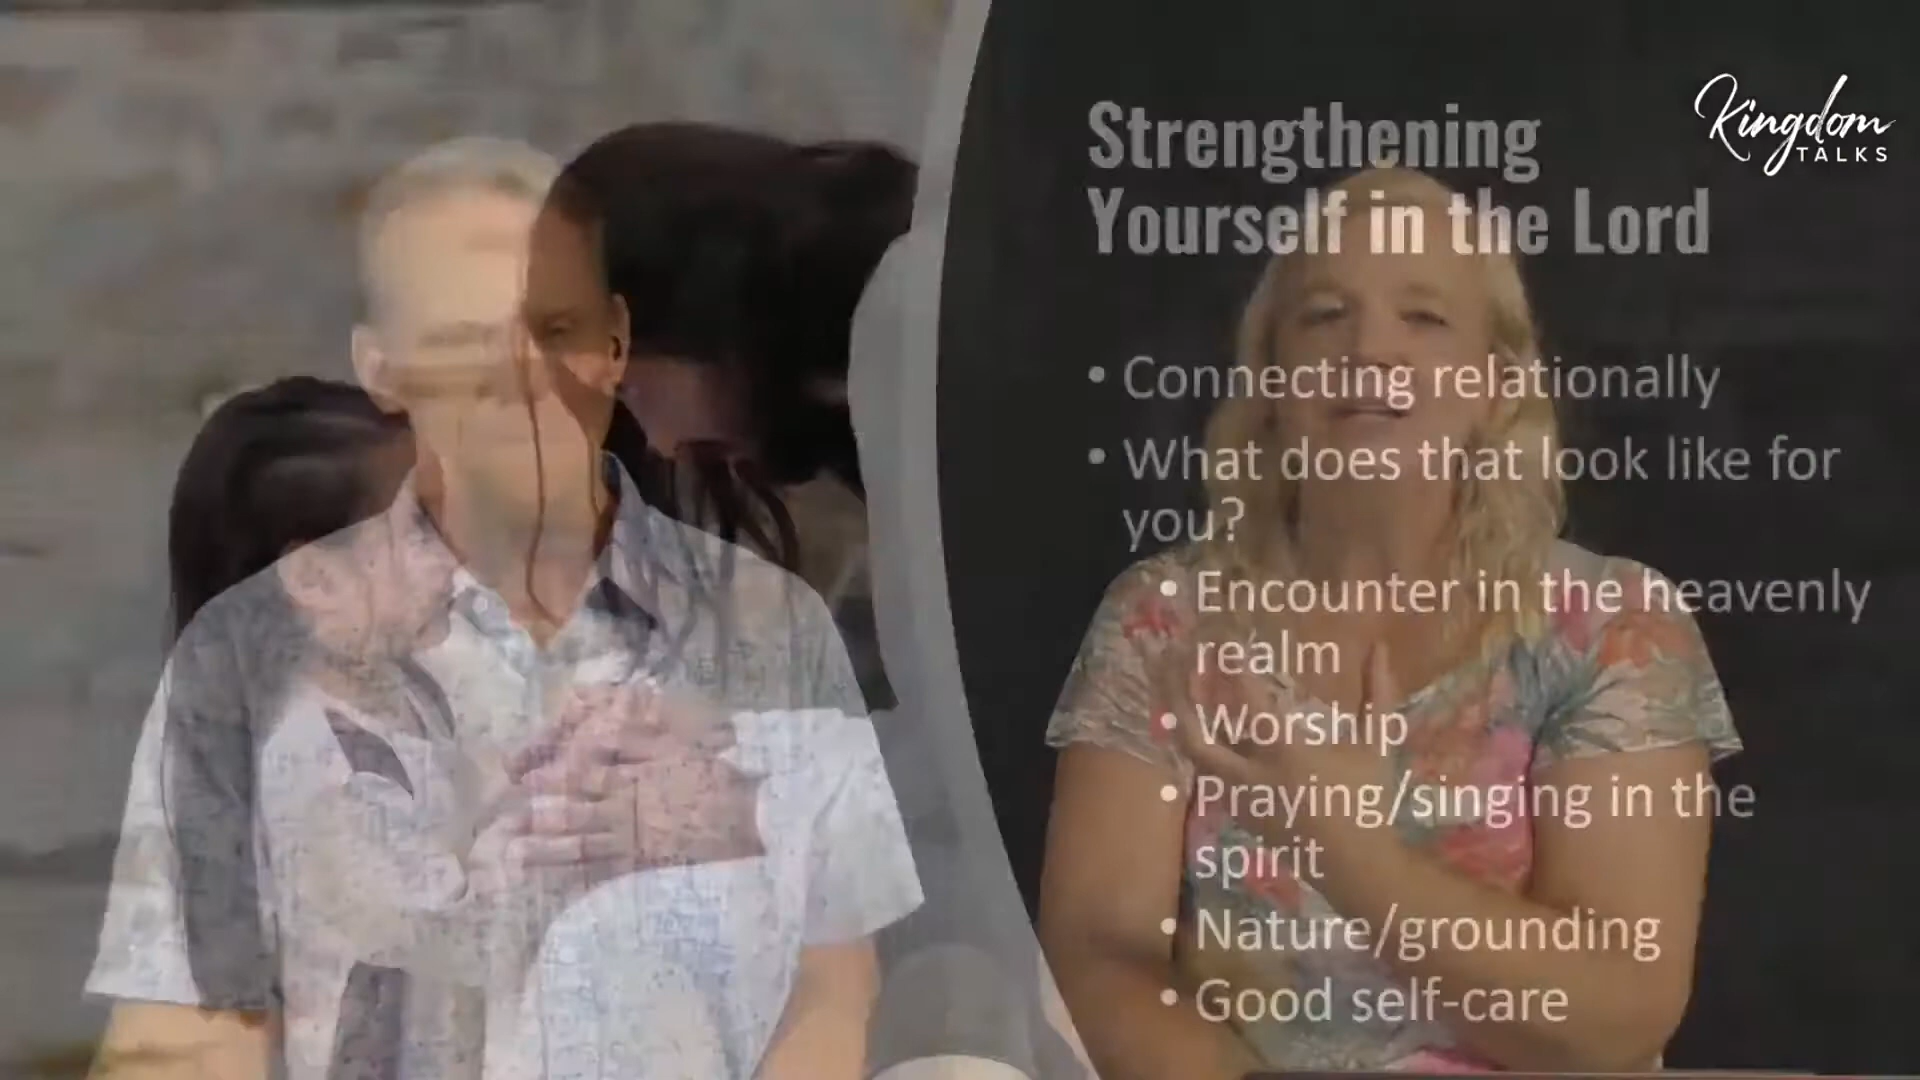 Kingdom
TALKS
Strengthening
Yourself in the Lord
• Connecting relationally
• What does that look like for
you?
• Encounter in the heavenly
realm
• Worship
• Praying/singing in the
spirit
• Nature/grounding
• Good self-care